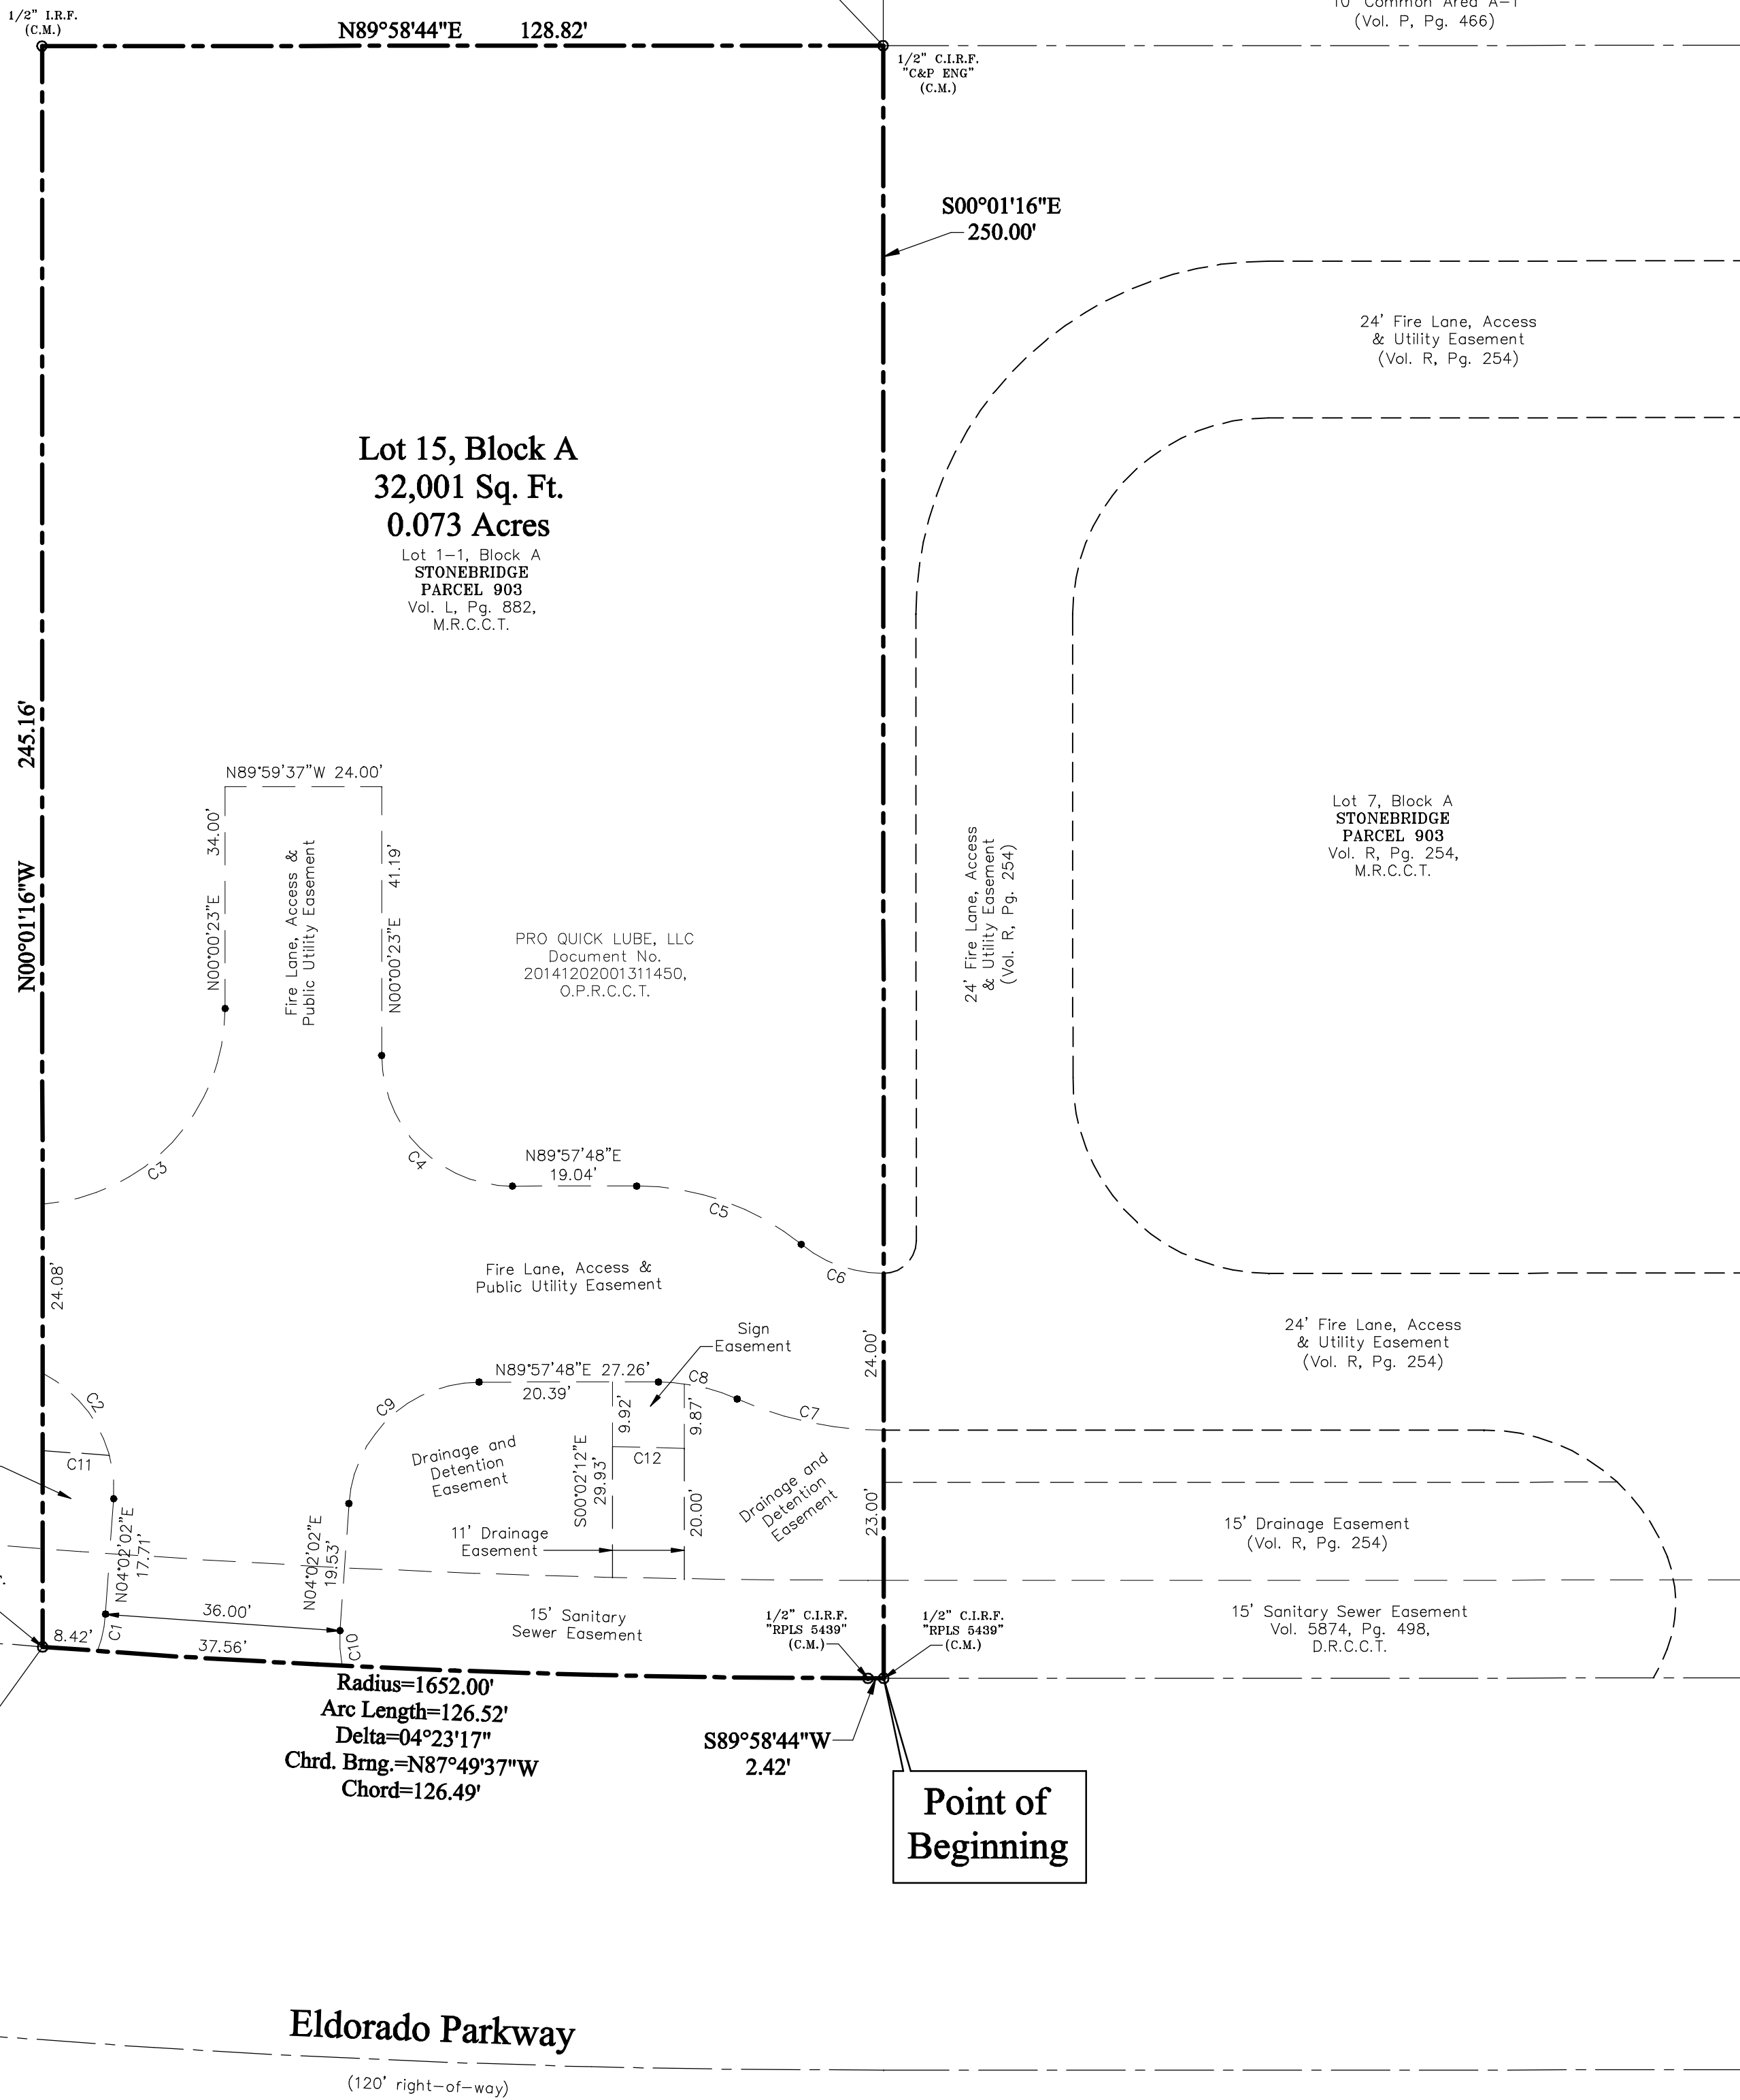 1/2" I.R.F.
(C.M.)
N89°58'44"E 128.82'
10' Common Area A-1
(Vol. P, Pg. 466)
1/2" C.I.R.F.
"C&P ENG"
(C.M.)
S00°01'16"E
250.00'
24' Fire Lane, Access
& Utility Easement
(Vol. R, Pg. 254)
Lot 15, Block A
32,001 Sq. Ft.
0.073 Acres
Lot 1-1, Block A
STONEBRIDGE
PARCEL 903
Vol. L, Pg. 882,
M.R.C.C.T.
N00°01'16"W 245.16'
N89°59'37"W 24.00'
N00°00'23"E 34.00'
Fire Lane, Access &
Public Utility Easement
N00°00'23"E 41.19'
PRO QUICK LUBE, LLC
Document No.
20141202001311450,
O.P.R.C.C.T.
24' Fire Lane, Access
& Utility Easement
(Vol. R, Pg. 254)
Lot 7, Block A
STONEBRIDGE
PARCEL 903
Vol. R, Pg. 254,
M.R.C.C.T.
C3
C4
N89°57'48"E
19.04'
C5
C6
24.08'
Fire Lane, Access &
Public Utility Easement
Sign
Easement
24.00'
24' Fire Lane, Access
& Utility Easement
(Vol. R, Pg. 254)
N89°57'48"E 27.26'
20.39'
C8
C2
C9
9.92'
9.87'
C7
C11
Drainage and
Detention
Easement
C12
S00°02'12"E
29.93'
20.00'
Drainage and
Detention
Easement
23.00'
N04°02'02"E
17.71'
N04°02'02"E
19.53'
11' Drainage
Easement
15' Drainage Easement
(Vol. R, Pg. 254)
36.00'
C1
8.42'
37.56'
C10
15' Sanitary
Sewer Easement
1/2" C.I.R.F.
"RPLS 5439"
(C.M.)
1/2" C.I.R.F.
"RPLS 5439"
(C.M.)
15' Sanitary Sewer Easement
Vol. 5874, Pg. 498,
D.R.C.C.T.
Radius=1652.00'
Arc Length=126.52'
Delta=04°23'17"
Chrd. Brng.=N87°49'37"W
Chord=126.49'
S89°58'44"W
2.42'
Point of
Beginning
Eldorado Parkway
(120' right-of-way)